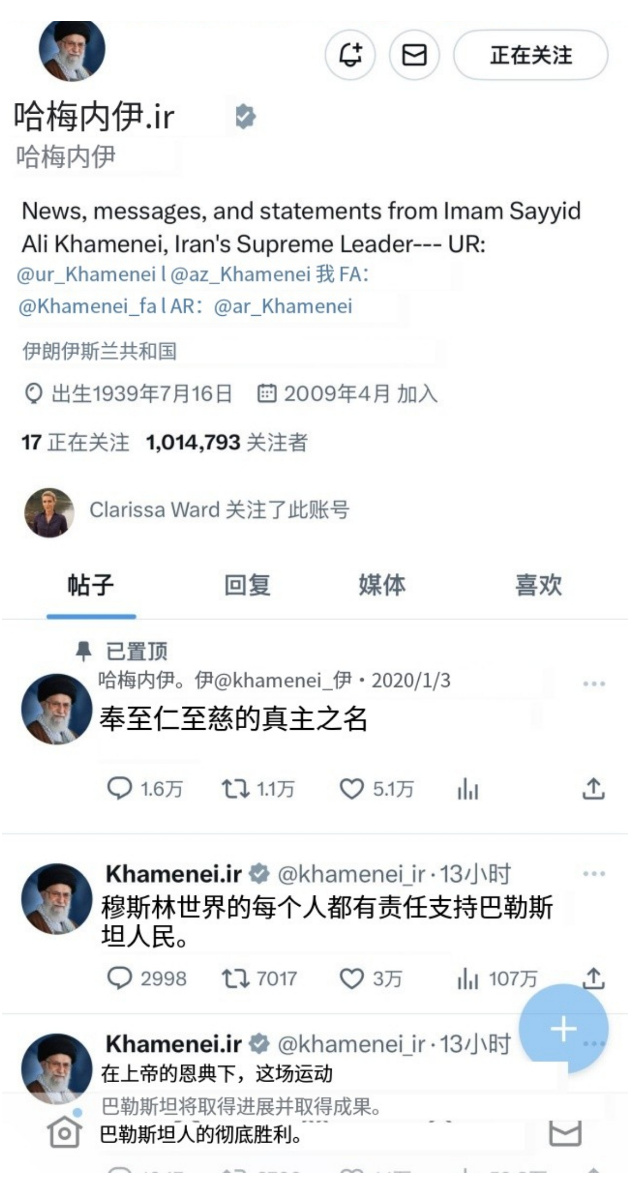 正在关注
哈梅内伊.ir
哈梅内伊
News, messages, and statements from Imam Sayyid
Ali Khamenei, Iran's Supreme Leader--- UR:
@ur_Khamenei l @az_Khamenei 我 FA：
@Khamenei_fa l AR：@ar_Khamenei
伊朗伊斯兰共和国
出生1939年7月16日 2009年4月 加入
17 正在关注 1,014,793 关注者
Clarissa Ward 关注了此账号
帖子 回复 媒体 喜欢
已置顶
哈梅内伊。伊@khamenei_伊·2020/1/3
奉至仁至慈的真主之名
1.6万 1.1万 5.1万
Khamenei.ir @khamenei_ir·13小时
穆斯林世界的每个人都有责任支持巴勒斯
坦人民。
2998 7017 3万 107万
Khamenei.ir @khamenei_ir·13小时
在上帝的恩典下，这场运动
巴勒斯坦将取得进展并取得成果。
巴勒斯坦人的彻底胜利。